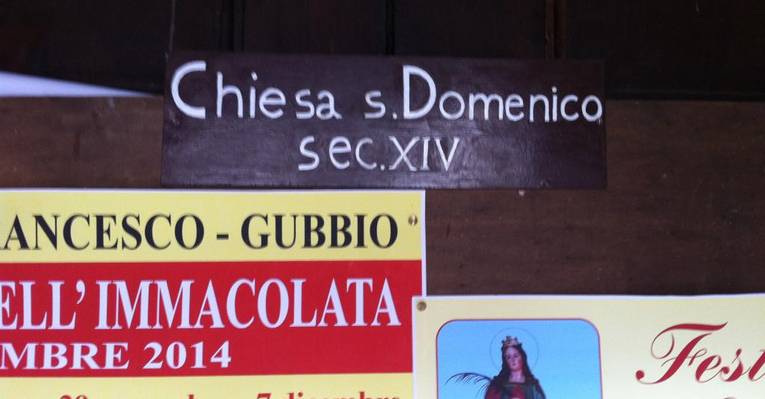 Chiesa s. Domenico
sec. XIV
ANCESCO - GUBBIO "
ELL' IMMACOLATA
MBRE 2014
Fest